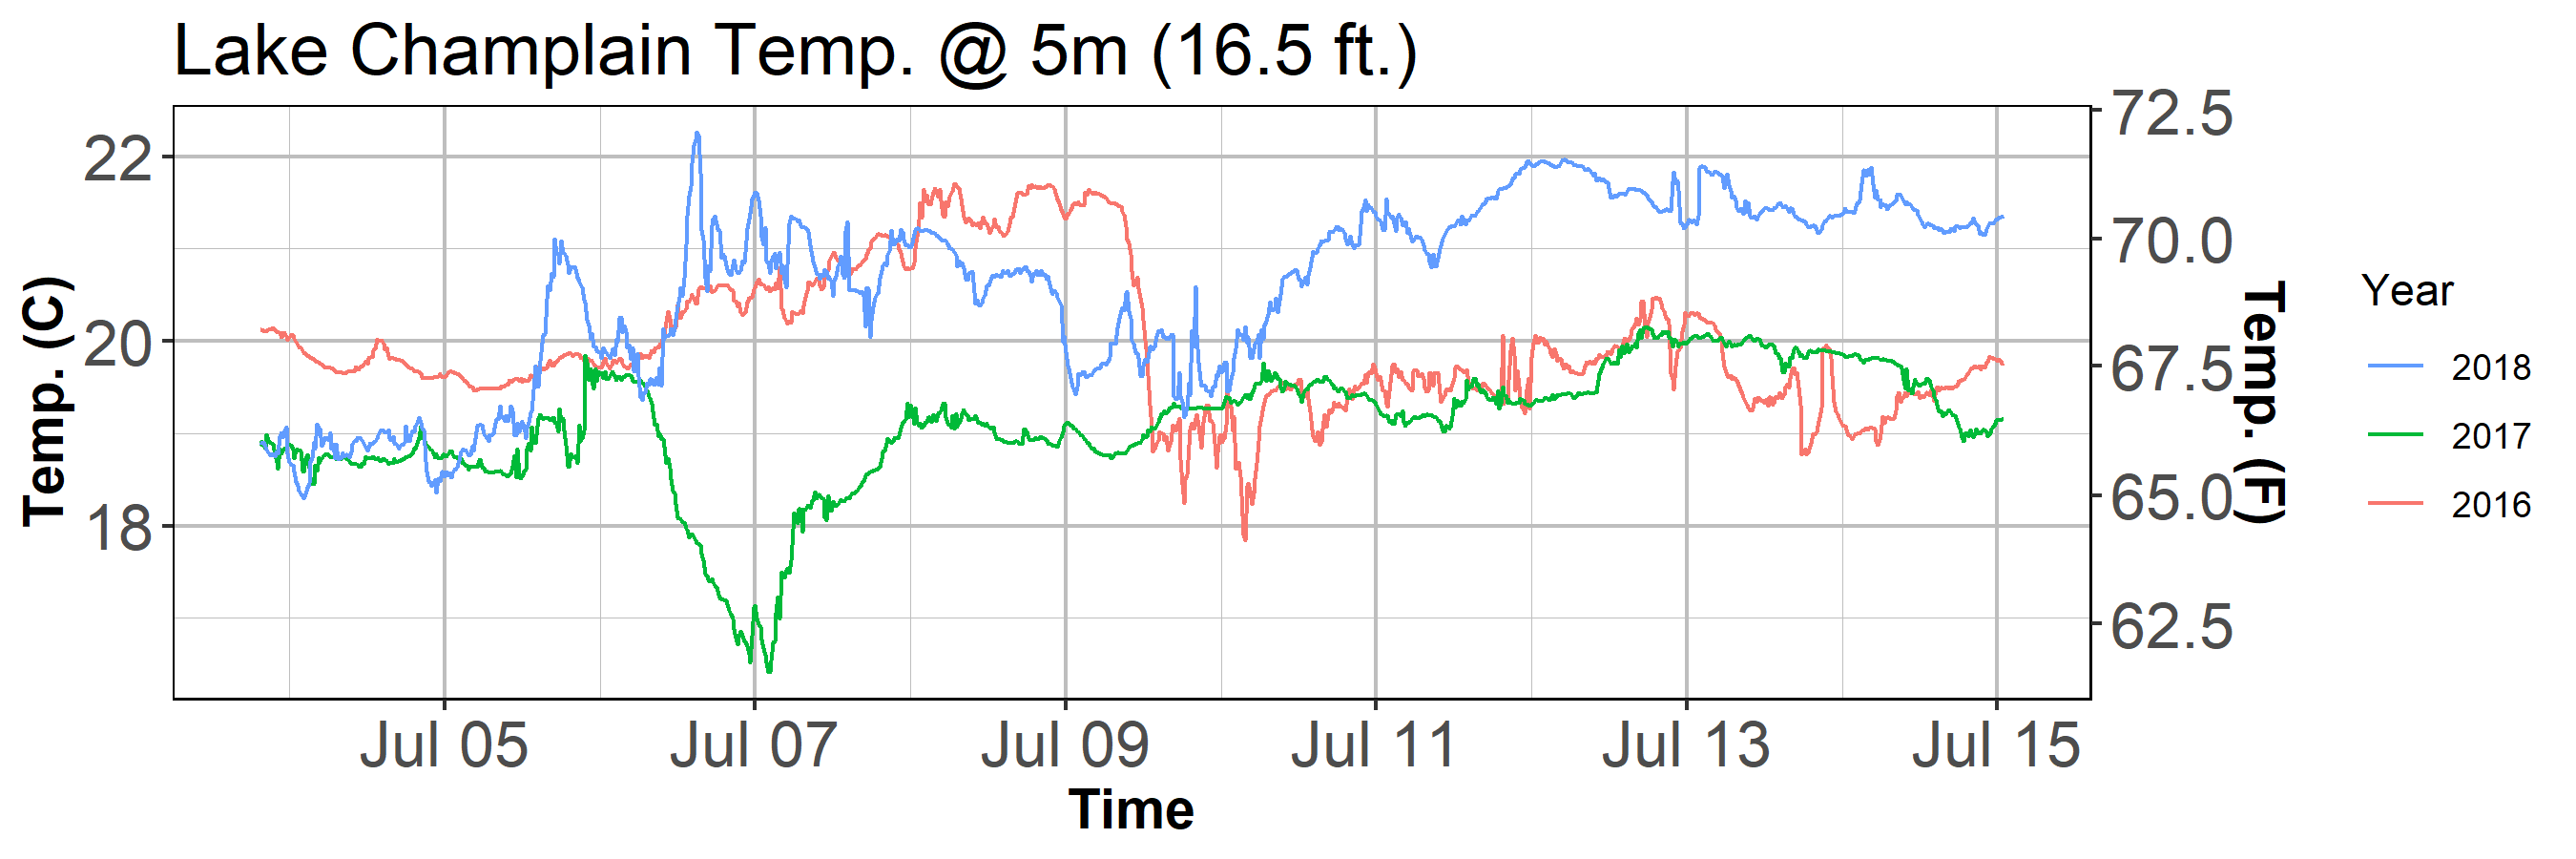 Lake Champlain Temp. @ 5m (16.5 ft.)
Temp. (C)
22
20
18
72.5
70.0
67.5
65.0
62.5
Temp. (F)
Jul 05
Jul 07
Jul 09
Jul 11
Jul 13
Jul 15
Time
Year
2018
2017
2016